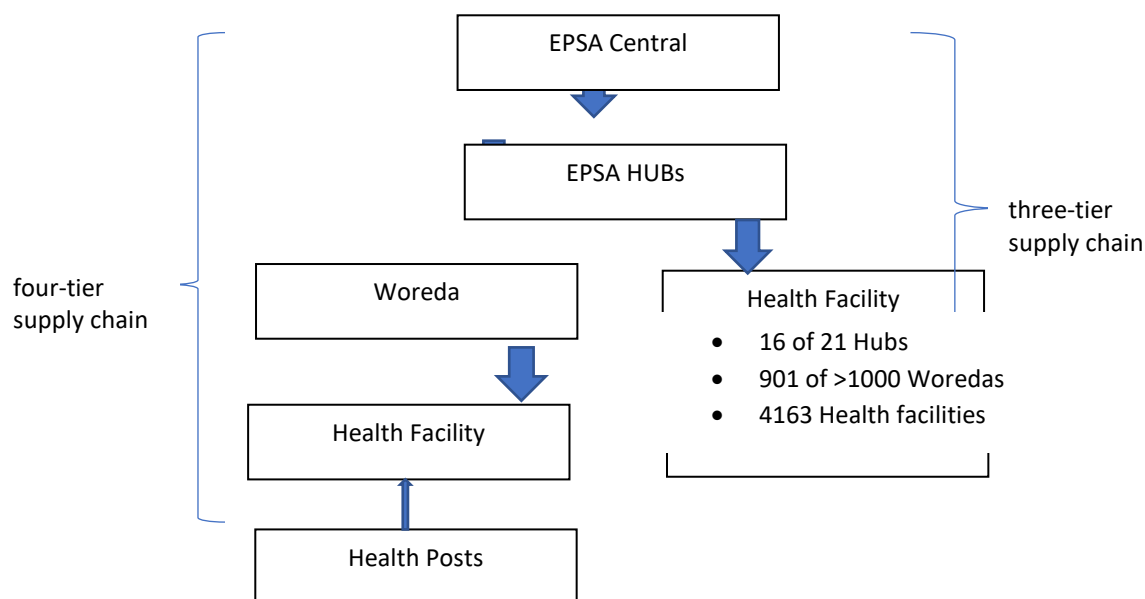 EPSA Central
EPSA HUBs
three-tier
supply chain
four-tier
supply chain
Woreda
Health Facility
• 16 of 21 Hubs
• 901 of >1000 Woredas
• 4163 Health facilities
Health Facility
Health Posts